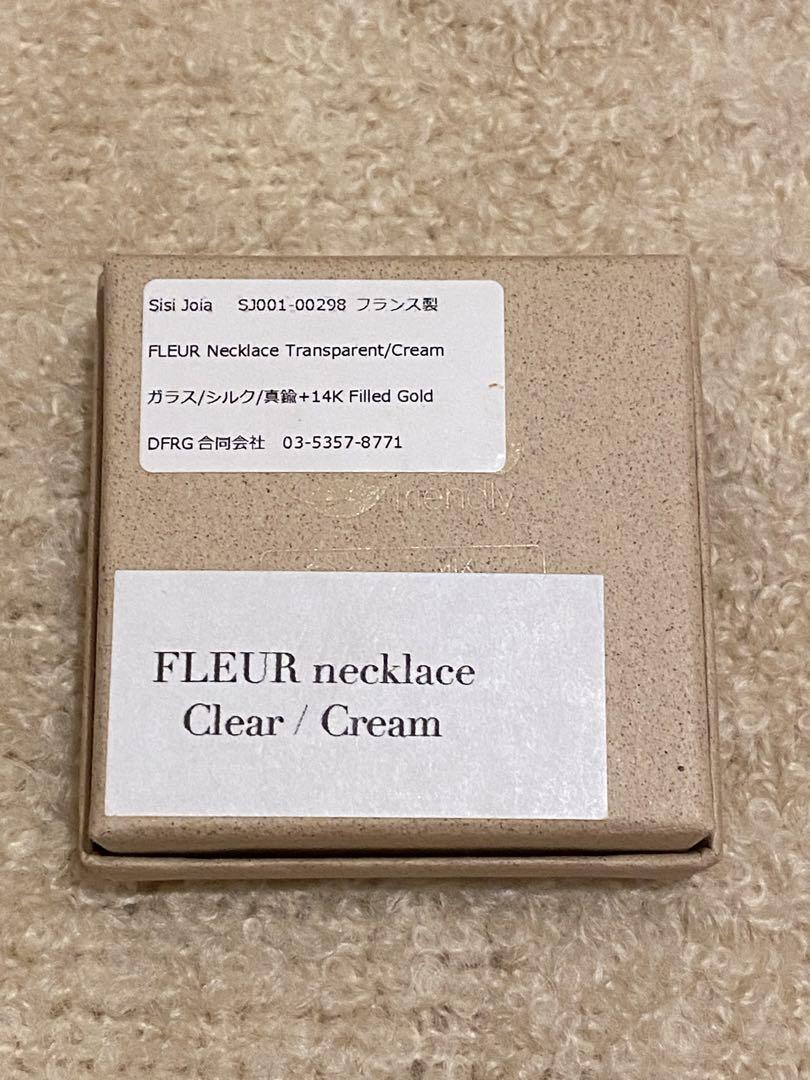 Sisi Joia SJ001-00298 フランス製
FLEUR Necklace Transparent/Cream
ガラス/シルク/真鍮+14K Filled Gold
DFRG 合同会社 03-5357-8771
FLEUR necklace
Clear / Cream